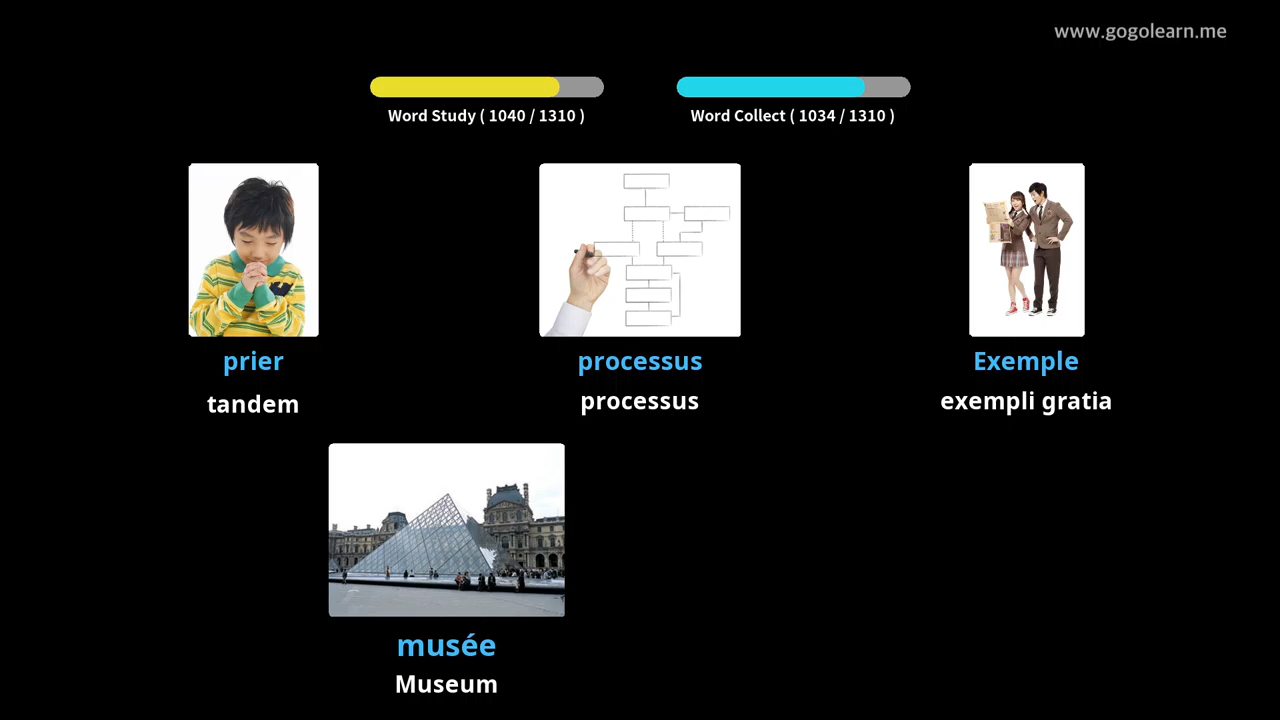 www.gogolearn.me
Word Study ( 1040 / 1310 )
Word Collect ( 1034 / 1310 )
prier
processus
Exemple
tandem
processus
exempli gratia
musée
Museum